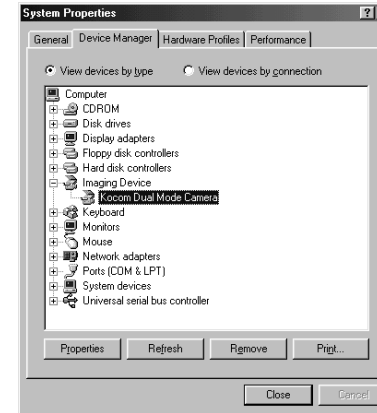 System Properties
?
General Device Manager Hardware Profiles Performance
View devices by type View devices by connection
Computer
CDROM
Disk drives
Display adapters
Floppy disk controllers
Hard disk controllers
Imaging Device
Kocom Dual Mode Camera
Keyboard
Monitors
Mouse
Network adapters
Ports (COM & LPT)
System devices
Universal serial bus controller
Properties Refresh Remove Print...
Close Cancel